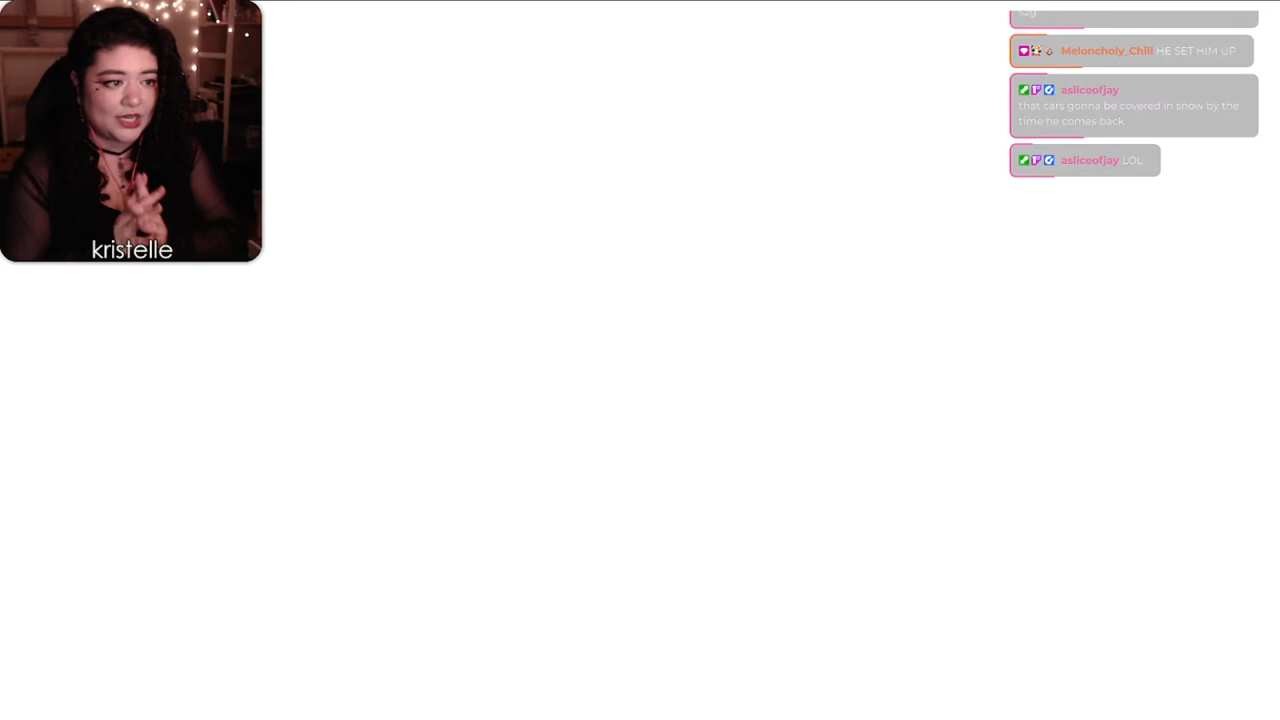 kristelle
Meloncholy_Chill HE SET HIM UP
asliceofjay
that cars gonna be covered in snow by the
time he comes back
asliceofjay LOL